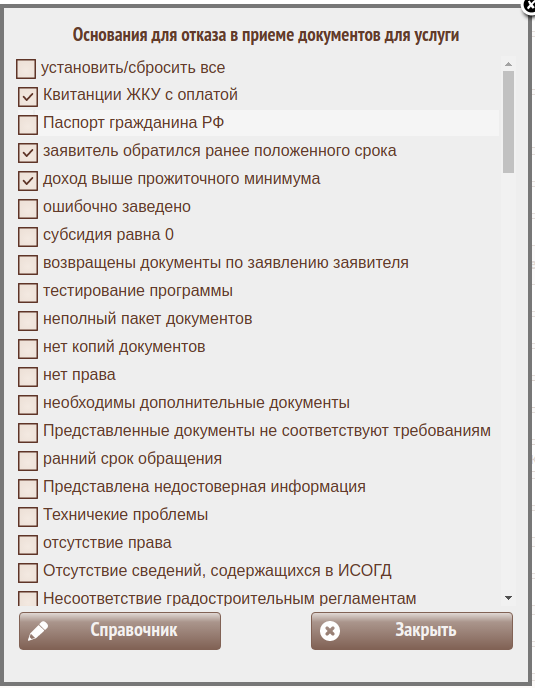 Основания для отказа в приеме документов для услуги
установить/сбросить все
Квитанции ЖКУ с оплатой
Паспорт гражданина РФ
заявитель обратился ранее положенного срока
доход выше прожиточного минимума
ошибочно заведено
субсидия равна 0
возвращены документы по заявлению заявителя
тестирование программы
неполный пакет документов
нет копий документов
нет права
необходимы дополнительные документы
Представленные документы не соответствуют требованиям
ранний срок обращения
Представлена недостоверная информация
Техничекие проблемы
отсутствие права
Отсутствие сведений, содержащихся в ИСОГД
Несоответствие градостроительным регламентам
Справочник
Закрыть